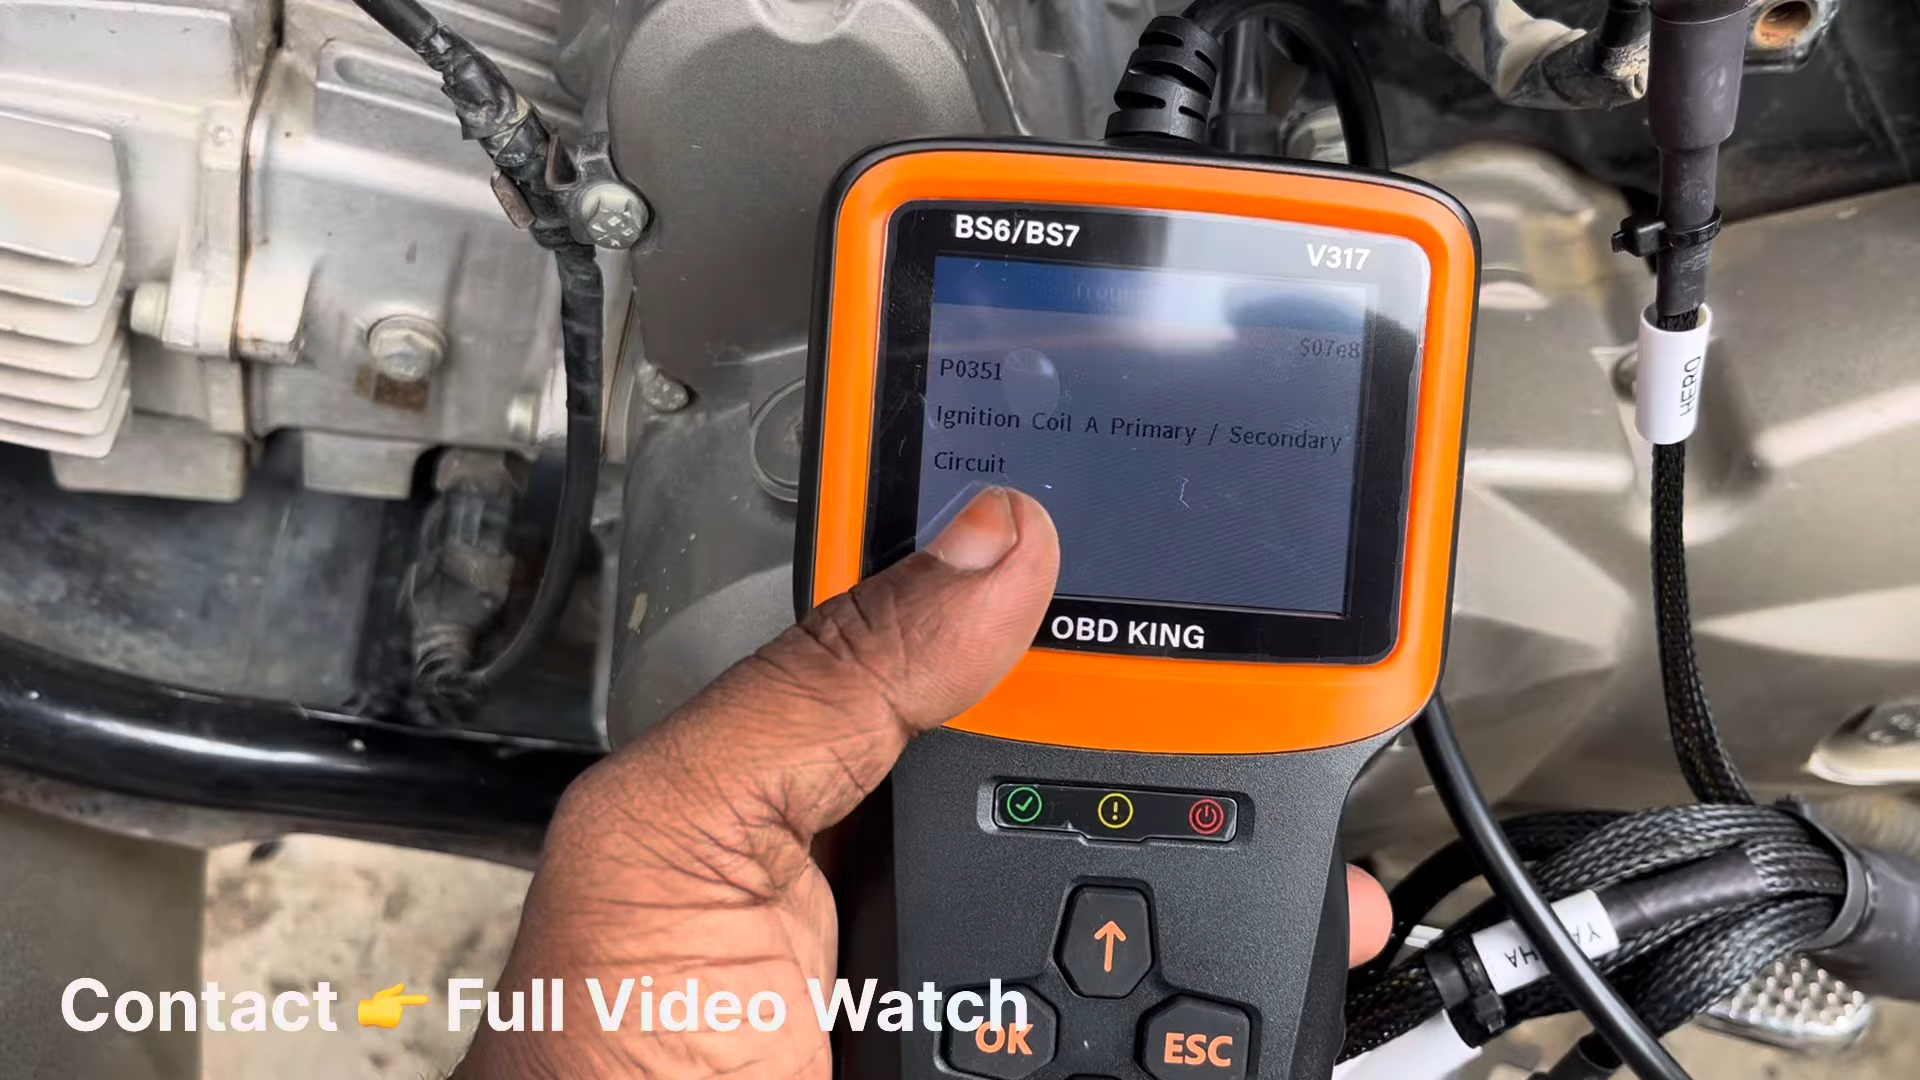 BS6/BS7
V317
$07e8
P0351
Ignition Coil A Primary / Secondary
Circuit
OBD KING
HERO
YAMAHA
OK
ESC
Contact 👉 Full Video Watch